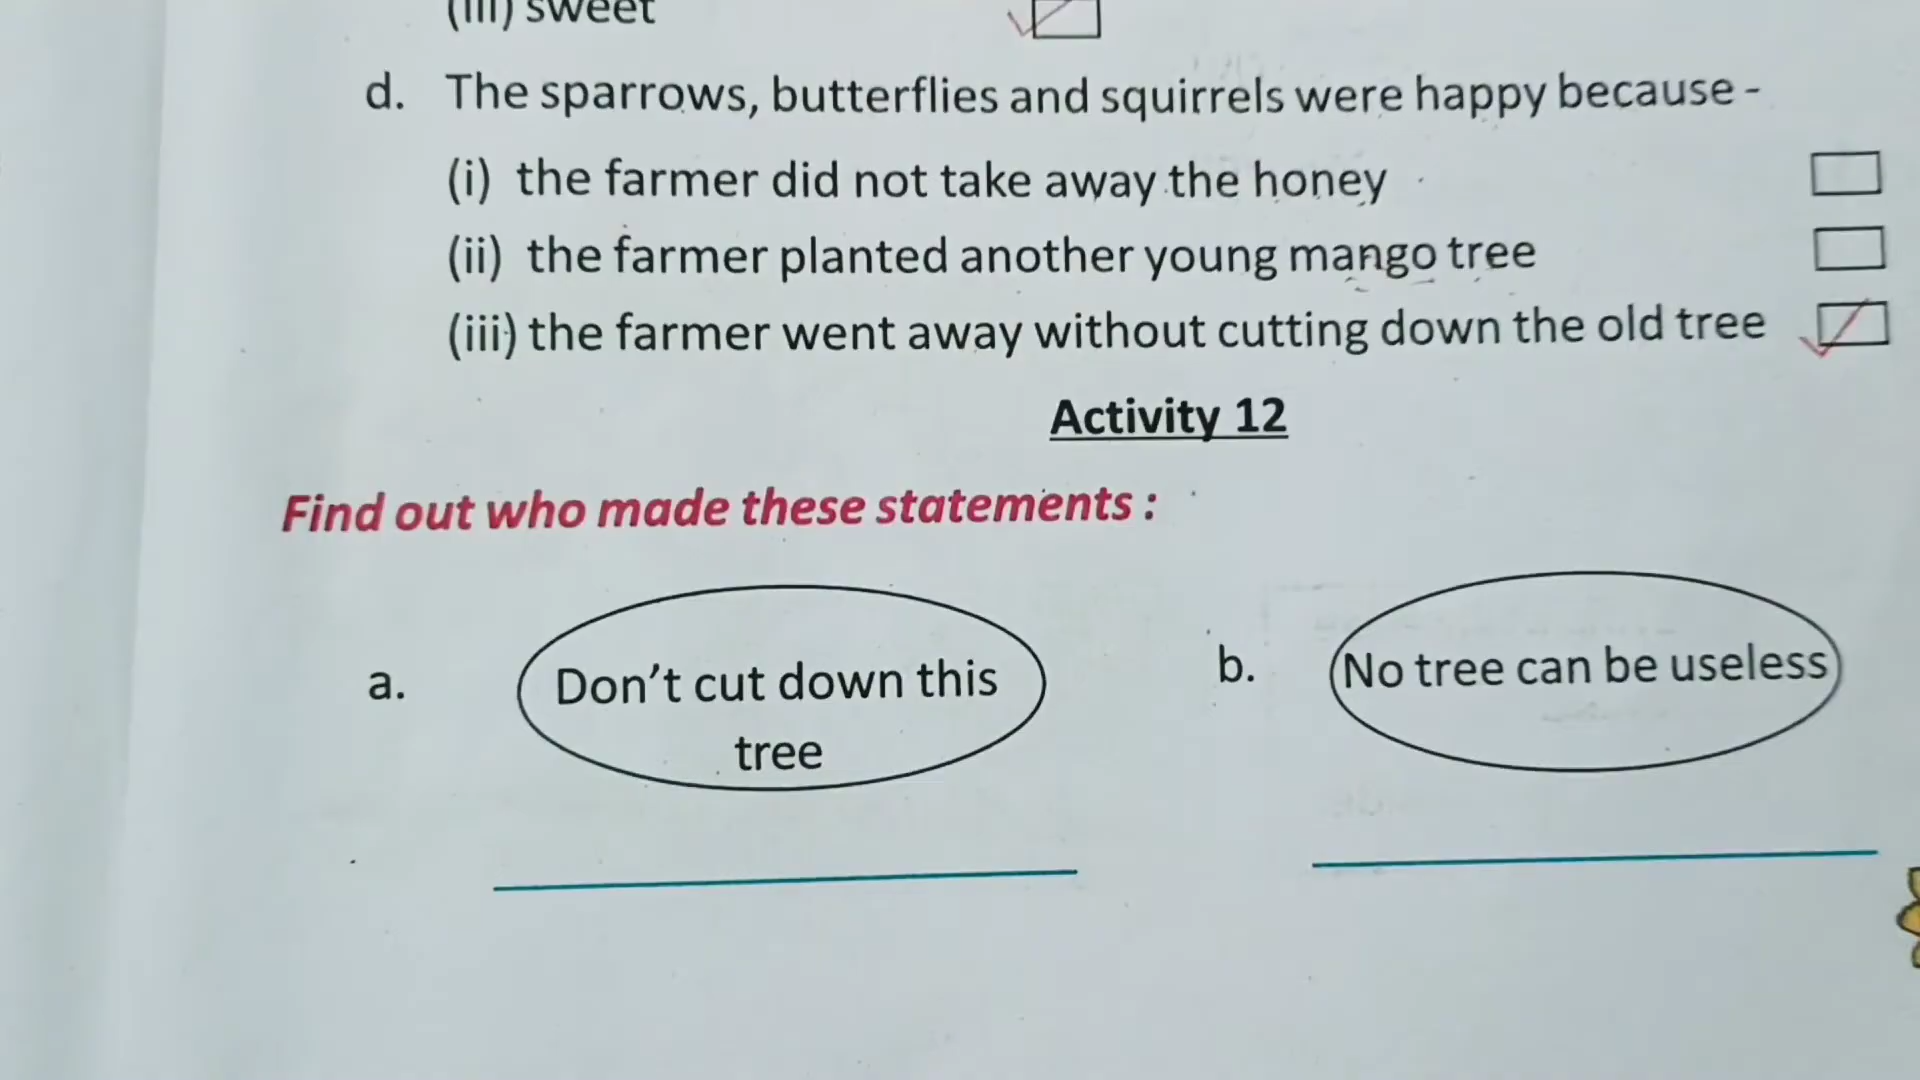 (iii) sweet
d. The sparrows, butterflies and squirrels were happy because -
(i) the farmer did not take away the honey
(ii) the farmer planted another young mango tree
(iii) the farmer went away without cutting down the old tree
Activity 12
Find out who made these statements :
a. Don't cut down this tree
b. No tree can be useless